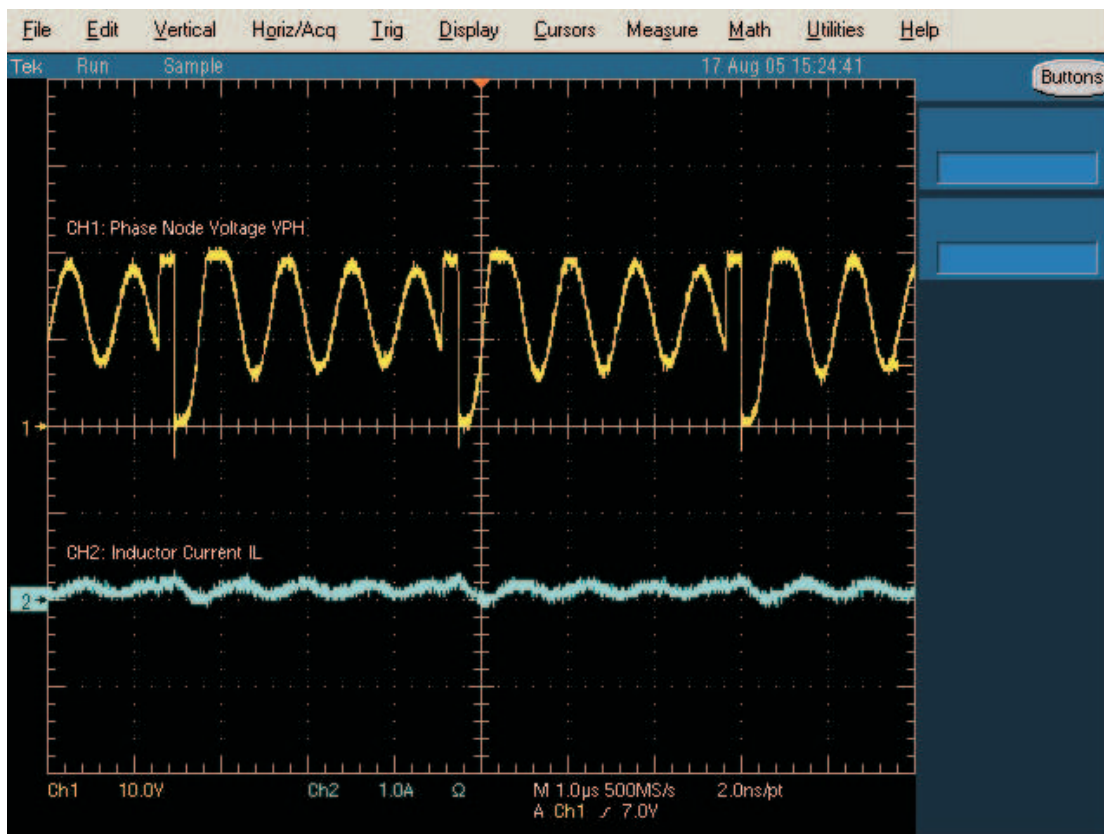 File Edit Vertical Horiz/Acq Trig Display Cursors Measure Math Utilities Help
Tek Run Sample 17 Aug 05 15:24:41
Buttons
CH1: Phase Node Voltage VPH
1
CH2: Inductor Current IL
2
Ch1 10.0V Ch2 1.0A Ω M 1.0µs 500MS/s 2.0ns/pt
A Ch1 ∕ 7.0V